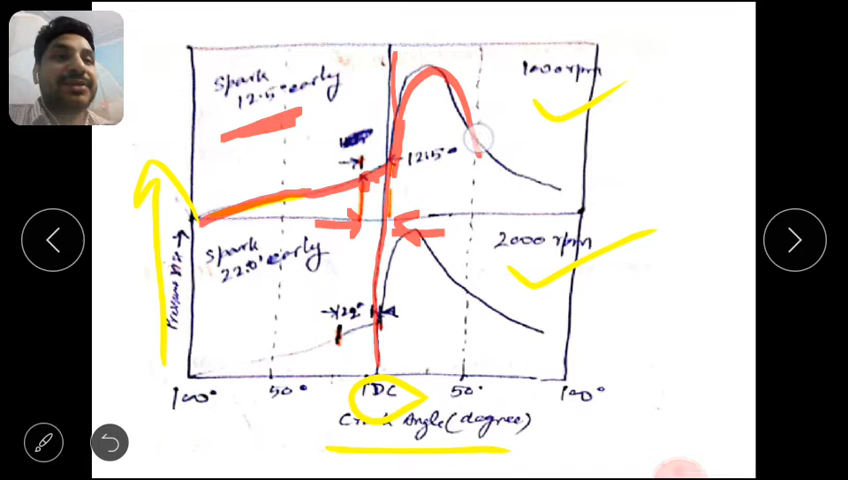 Spark
12.5° early
1000 rpm
12.5°
Spark
22.0° early
2000 rpm
22°
Pressure
100°
50°
TDC
50°
100°
Crank Angle (degree)